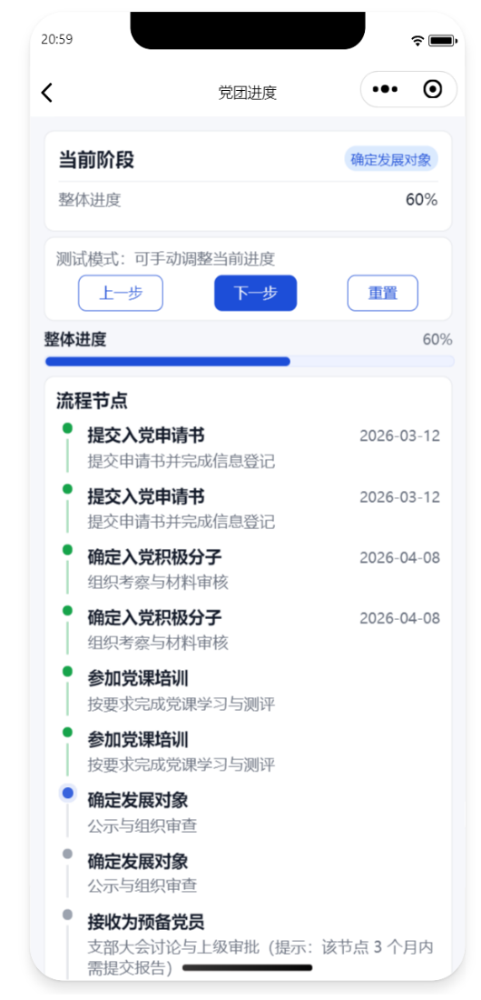 20:59
党团进度
当前阶段
确定发展对象
整体进度
60%
测试模式：可手动调整当前进度
上一步
下一步
重置
整体进度
60%
流程节点
提交入党申请书
2026-03-12
提交申请书并完成信息登记
提交入党申请书
2026-03-12
提交申请书并完成信息登记
确定入党积极分子
2026-04-08
组织考察与材料审核
确定入党积极分子
2026-04-08
组织考察与材料审核
参加党课培训
按要求完成党课学习与测评
参加党课培训
按要求完成党课学习与测评
确定发展对象
公示与组织审查
确定发展对象
公示与组织审查
接收为预备党员
支部大会讨论与上级审批（提示：该节点 3 个月内
需提交报告）